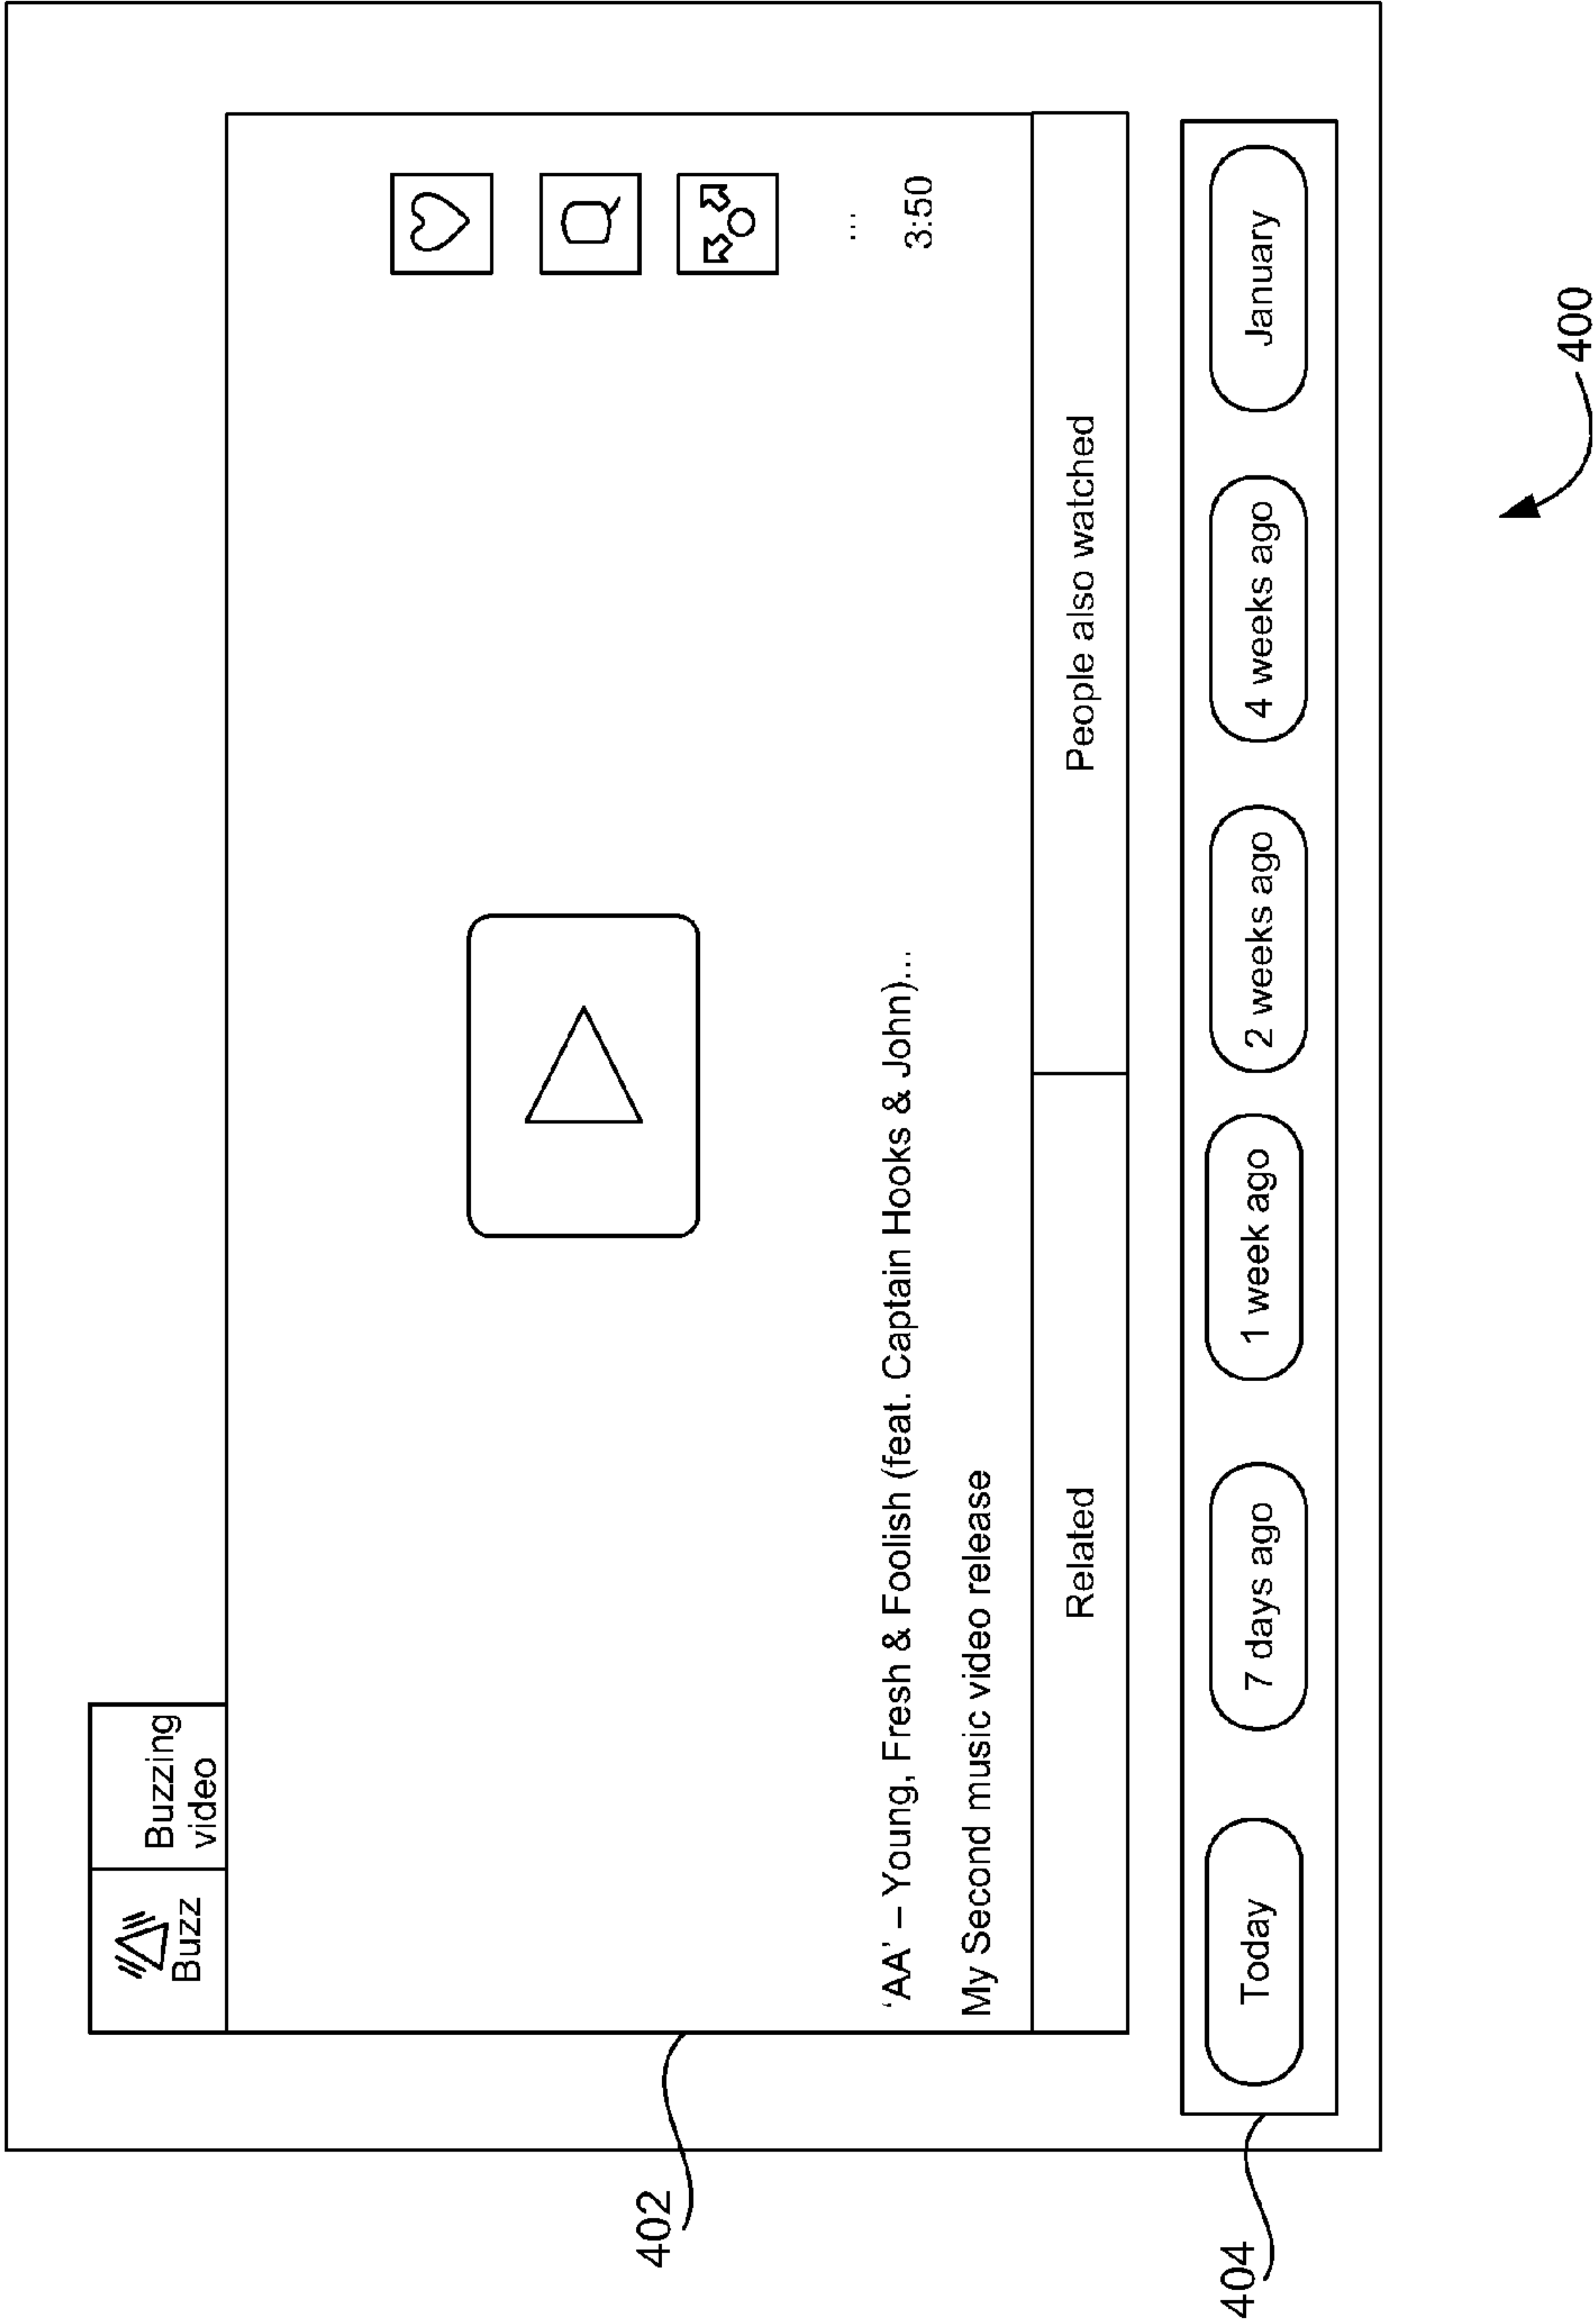 Buzz
Buzzing
video
...
3:50
‘AA’ – Young, Fresh & Foolish (feat. Captain Hooks & John)...
My Second music video release
Related
People also watched
Today
7 days ago
1 week ago
2 weeks ago
4 weeks ago
January
402
404
400